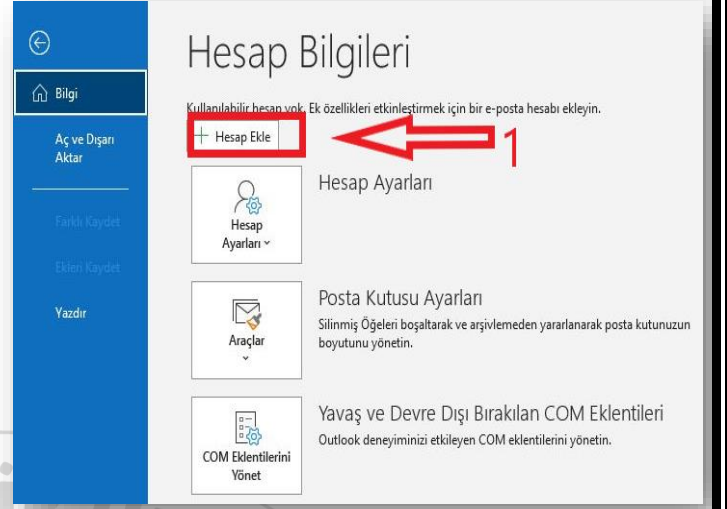 Hesap Bilgileri
Bilgi
Kullanılabilir hesap yok. Ek özellikleri etkinleştirmek için bir e-posta hesabı ekleyin.
Hesap Ekle
1
Aç ve Dışarı
Aktar
Farklı Kaydet
Ekleri Kaydet
Yazdır
Hesap
Ayarları
Hesap Ayarları
Araçlar
Posta Kutusu Ayarları
Silinmiş Öğeleri boşaltarak ve arşivlemeden yararlanarak posta kutunuzun
boyutunu yönetin.
COM Eklentilerini
Yönet
Yavaş ve Devre Dışı Bırakılan COM Eklentileri
Outlook deneyiminizi etkileyen COM eklentilerini yönetin.